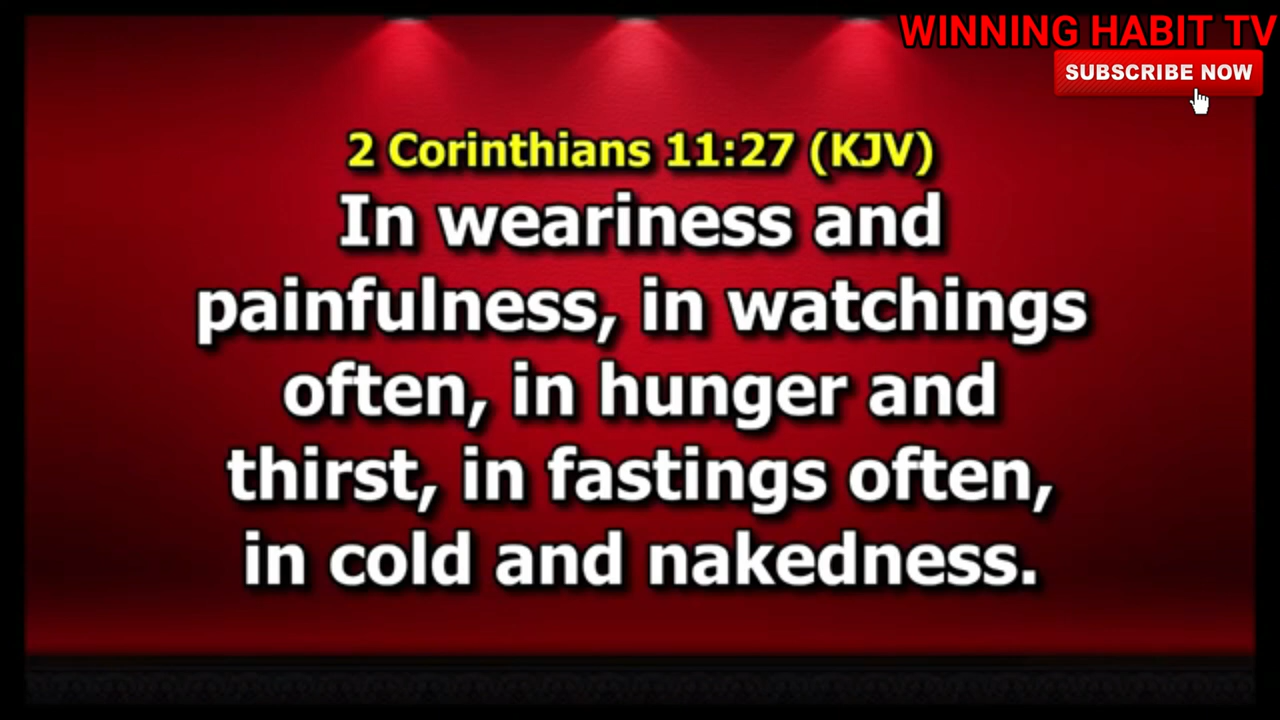 WINNING HABIT TV
SUBSCRIBE NOW
2 Corinthians 11:27 (KJV)
In weariness and
painfulness, in watchings
often, in hunger and
thirst, in fastings often,
in cold and nakedness.